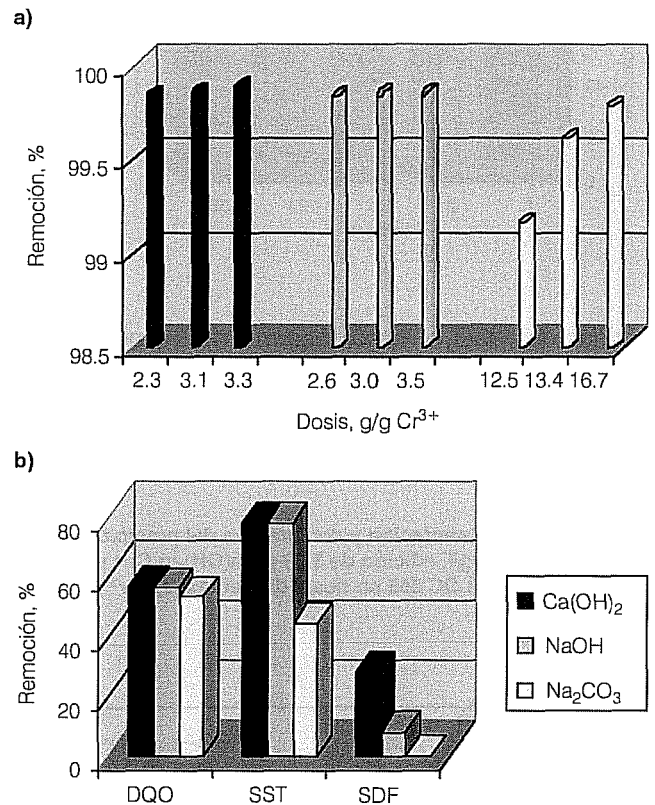 a)
100
99.5
99
98.5
Remoción, %
2.3 3.1 3.3 2.6 3.0 3.5 12.5 13.4 16.7
Dosis, g/g Cr³⁺
b)
80
60
40
20
0
Remoción, %
DQO SST SDF
Ca(OH)₂
NaOH
Na₂CO₃